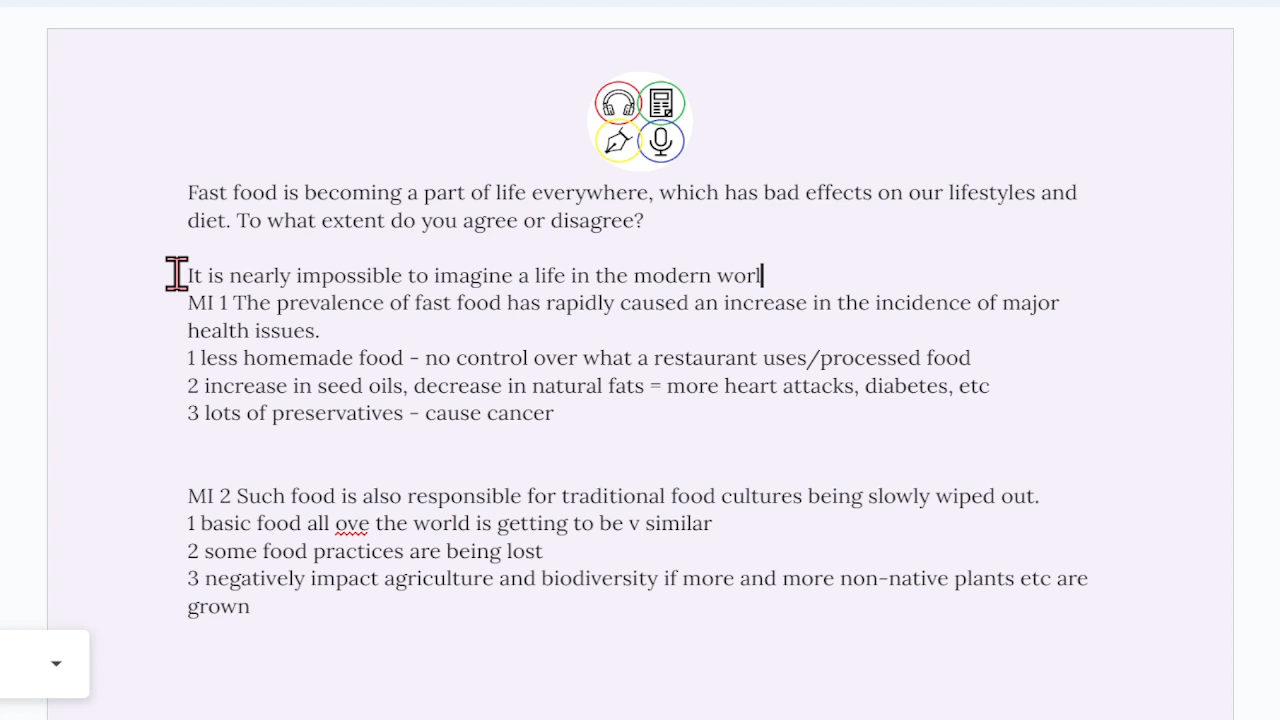 Fast food is becoming a part of life everywhere, which has bad effects on our lifestyles and
diet. To what extent do you agree or disagree?
It is nearly impossible to imagine a life in the modern worl
MI 1 The prevalence of fast food has rapidly caused an increase in the incidence of major
health issues.
1 less homemade food - no control over what a restaurant uses/processed food
2 increase in seed oils, decrease in natural fats = more heart attacks, diabetes, etc
3 lots of preservatives - cause cancer
MI 2 Such food is also responsible for traditional food cultures being slowly wiped out.
1 basic food all ove the world is getting to be v similar
2 some food practices are being lost
3 negatively impact agriculture and biodiversity if more and more non-native plants etc are
grown